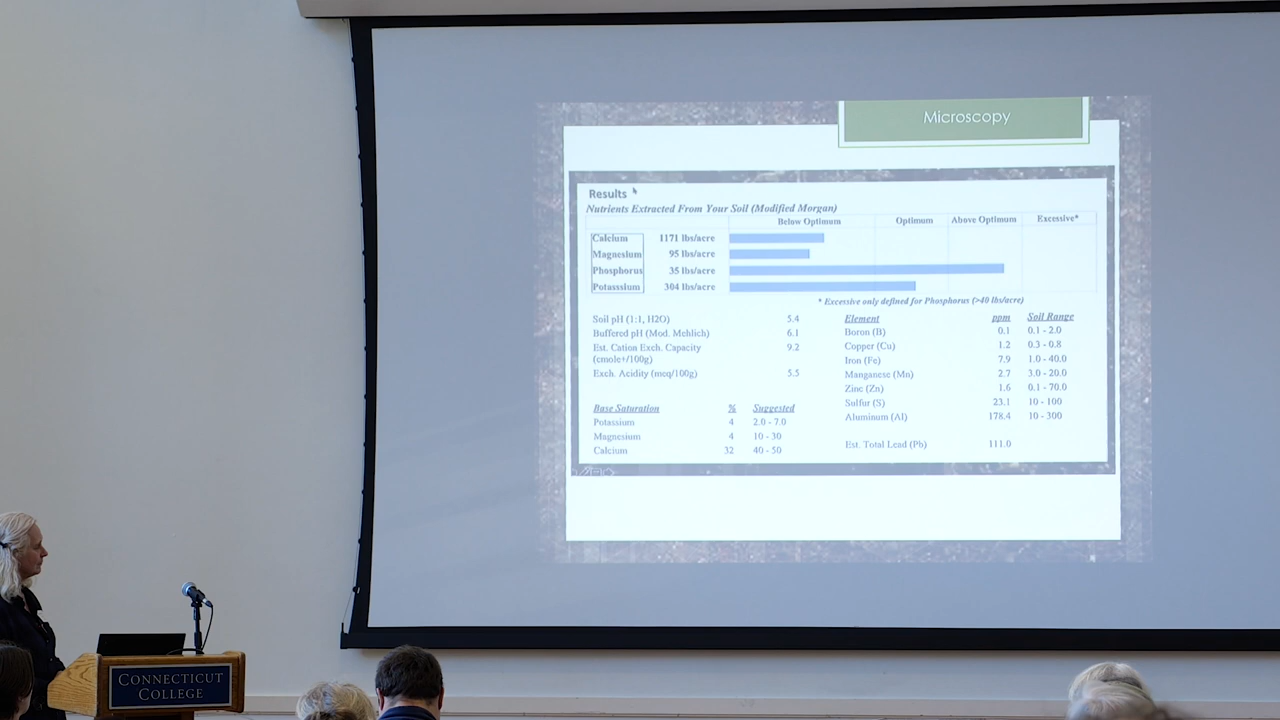 Microscopy
Results
Nutrients Extracted From Your Soil (Modified Morgan)
Below Optimum Optimum Above Optimum Excessive*
Calcium 1171 lbs/acre
Magnesium 95 lbs/acre
Phosphorus 35 lbs/acre
Potassium 304 lbs/acre
* Excessive only defined for Phosphorus (>40 lbs/acre)
Soil pH (1:1, H2O) 5.4
Buffered pH (Mod. Mehlich) 6.1
Est. Cation Exch. Capacity 9.2
(cmole+/100g)
Exch. Acidity (meq/100g) 5.5
Base Saturation % Suggested
Potassium 4 2.0 - 7.0
Magnesium 4 10 - 30
Calcium 32 40 - 50
Element ppm Soil Range
Boron (B) 0.1 0.1 - 2.0
Copper (Cu) 1.2 0.3 - 0.8
Iron (Fe) 7.9 1.0 - 40.0
Manganese (Mn) 2.7 3.0 - 20.0
Zinc (Zn) 1.6 0.1 - 70.0
Sulfur (S) 23.1 10 - 100
Aluminum (Al) 178.4 10 - 300
Est. Total Lead (Pb) 111.0
CONNECTICUT
COLLEGE